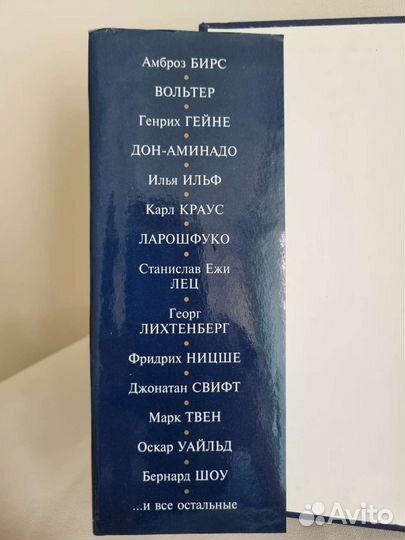 Амброз БИРС
ВОЛЬТЕР
Генрих ГЕЙНЕ
ДОН-АМИНАДО
Илья ИЛЬФ
Карл КРАУС
ЛАРОШФУКО
Станислав Ежи
ЛЕЦ
Георг
ЛИХТЕНБЕРГ
Фридрих НИЦШЕ
Джонатан СВИФТ
Марк ТВЕН
Оскар УАЙЛЬД
Бернард ШОУ
...и все остальные
Avito